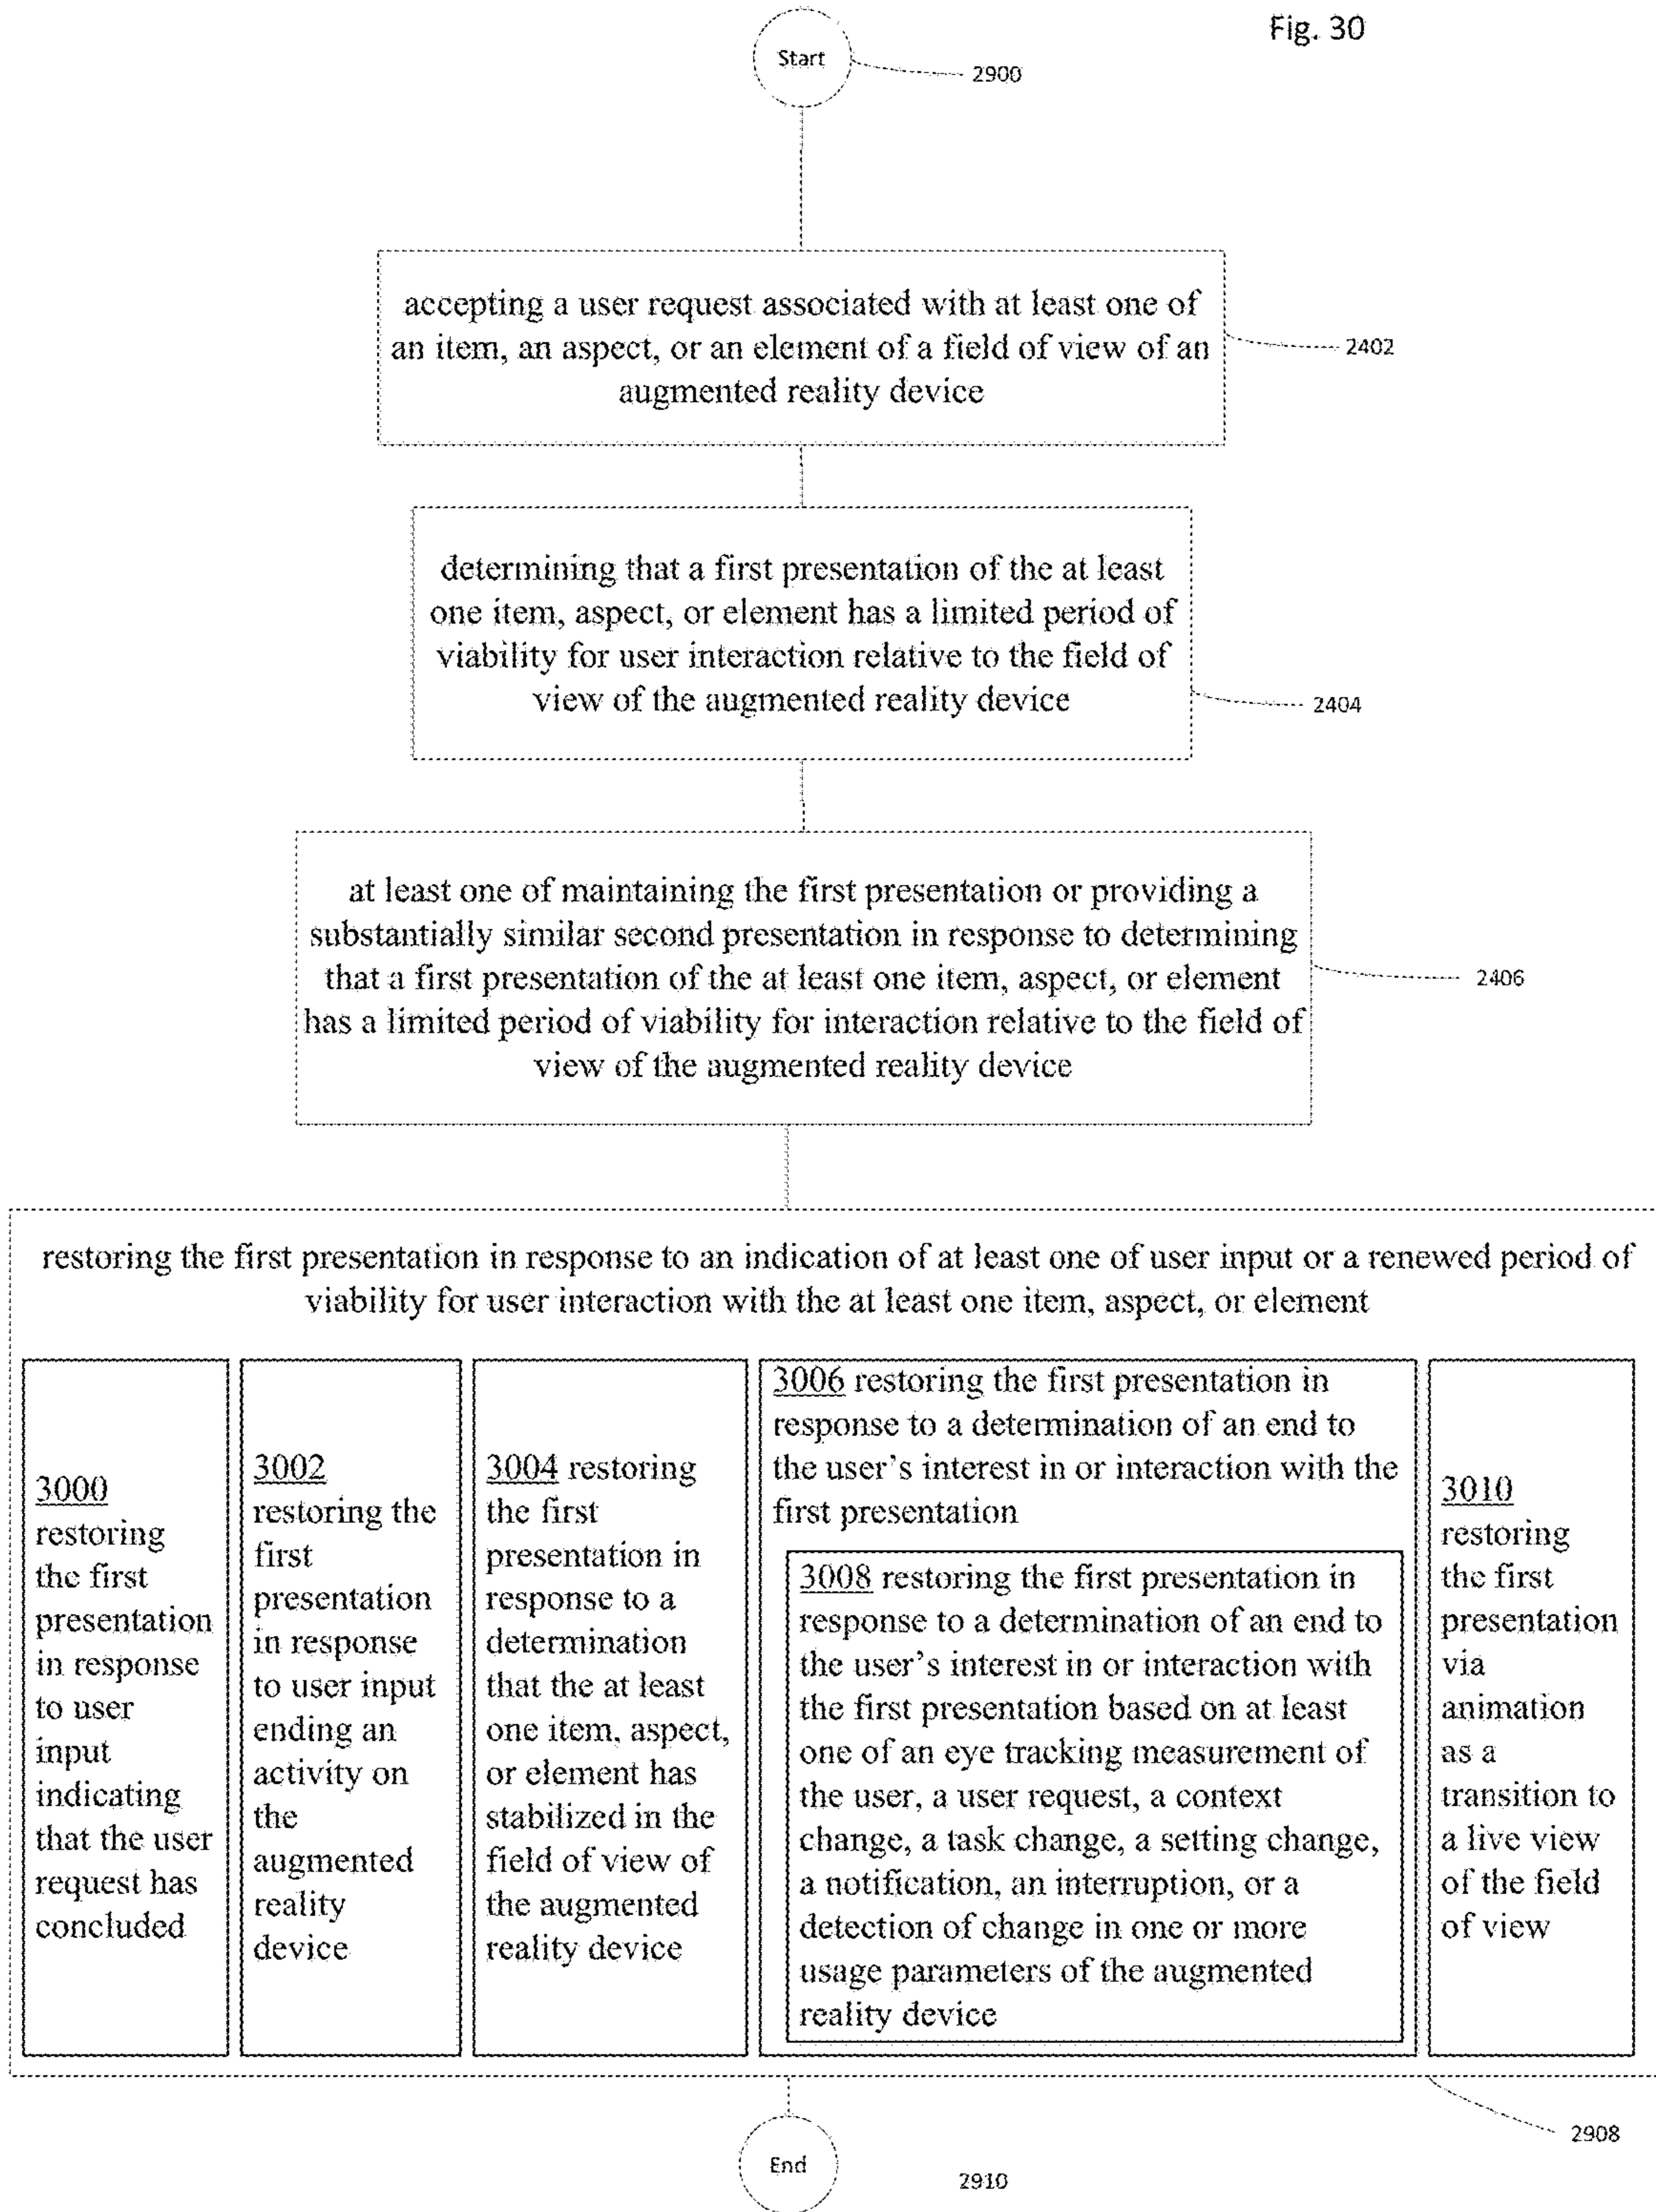 Fig. 30
Start
2900
accepting a user request associated with at least one of
an item, an aspect, or an element of a field of view of an
augmented reality device
2402
determining that a first presentation of the at least
one item, aspect, or element has a limited period of
viability for user interaction relative to the field of
view of the augmented reality device
2404
at least one of maintaining the first presentation or providing a
substantially similar second presentation in response to determining
that a first presentation of the at least one item, aspect, or element
has a limited period of viability for interaction relative to the field of
view of the augmented reality device
2406
restoring the first presentation in response to an indication of at least one of user input or a renewed period of
viability for user interaction with the at least one item, aspect, or element
3000
restoring
the first
presentation
in response
to user
input
indicating
that the user
request has
concluded
3002
restoring the
first
presentation
in response
to user input
ending an
activity on
the
augmented
reality
device
3004 restoring
the first
presentation in
response to a
determination
that the at least
one item, aspect,
or element has
stabilized in the
field of view of
the augmented
reality device
3006 restoring the first presentation in
response to a determination of an end to
the user's interest in or interaction with the
first presentation
3008 restoring the first presentation in
response to a determination of an end to
the user's interest in or interaction with
the first presentation based on at least
one of an eye tracking measurement of
the user, a user request, a context
change, a task change, a setting change,
a notification, an interruption, or a
detection of change in one or more
usage parameters of the augmented
reality device
3010
restoring
the first
presentation
via
animation
as a
transition to
a live view
of the field
of view
2908
End
2910